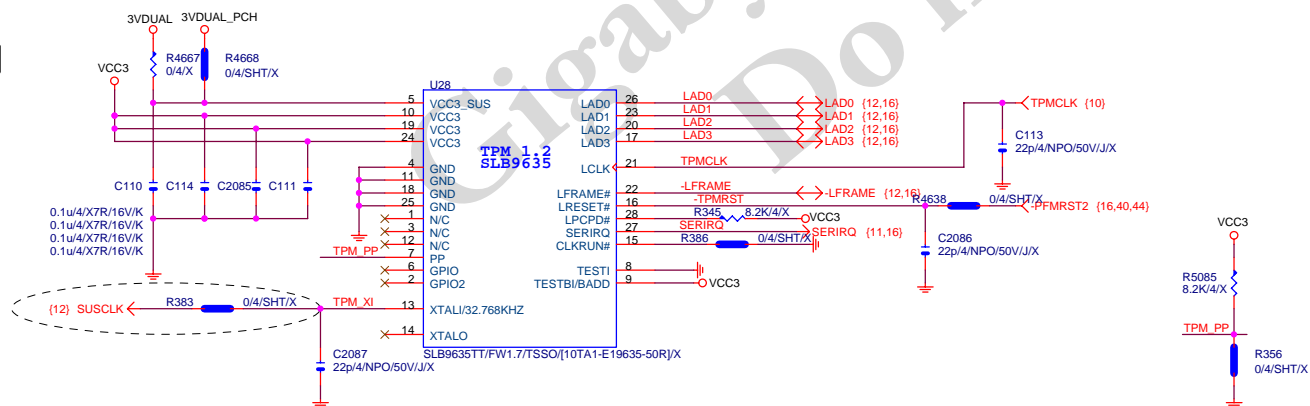 Gigaby
Do n
3VDUAL 3VDUAL_PCH
R4667
0/4/X
R4668
0/4/SHT/X
VCC3
U28
5 VCC3_SUS
10 VCC3
19 VCC3
24 VCC3
4 GND
11 GND
18 GND
25 GND
1 N/C
3 N/C
12 N/C
TPM_PP 7 PP
6 GPIO
2 GPIO2
TPM_XI 13 XTALI/32.768KHZ
14 XTALO
TPM 1.2
SLB9635
LAD0 26 LAD0 LAD0 {12,16}
LAD1 23 LAD1 LAD1 {12,16}
LAD2 20 LAD2 LAD2 {12,16}
LAD3 17 LAD3 LAD3 {12,16}
LCLK 21 TPMCLK
TPMCLK {10}
C113
22p/4/NPO/50V/J/X
LFRAME# 22 -LFRAME -LFRAME {12,16}
LRESET# 16 -TPMRST R4638 0/4/SHT/X -PFMRST2 {16,40,44}
LPCPD# 28 R345 8.2K/4/X VCC3
SERIRQ 27 SERIRQ SERIRQ {11,16}
CLKRUN# 15 R386 0/4/SHT/X
C2086
22p/4/NPO/50V/J/X
TESTI 8
TESTBI/BADD 9 VCC3
SLB9635TT/FW1.7/TSSO/[10TA1-E19635-50R]/X
C110 C114 C2085 C111
0.1u/4/X7R/16V/K
0.1u/4/X7R/16V/K
0.1u/4/X7R/16V/K
0.1u/4/X7R/16V/K
{12} SUSCLK R383 0/4/SHT/X
C2087
22p/4/NPO/50V/J/X
VCC3
R5085
8.2K/4/X
TPM_PP
R356
0/4/SHT/X